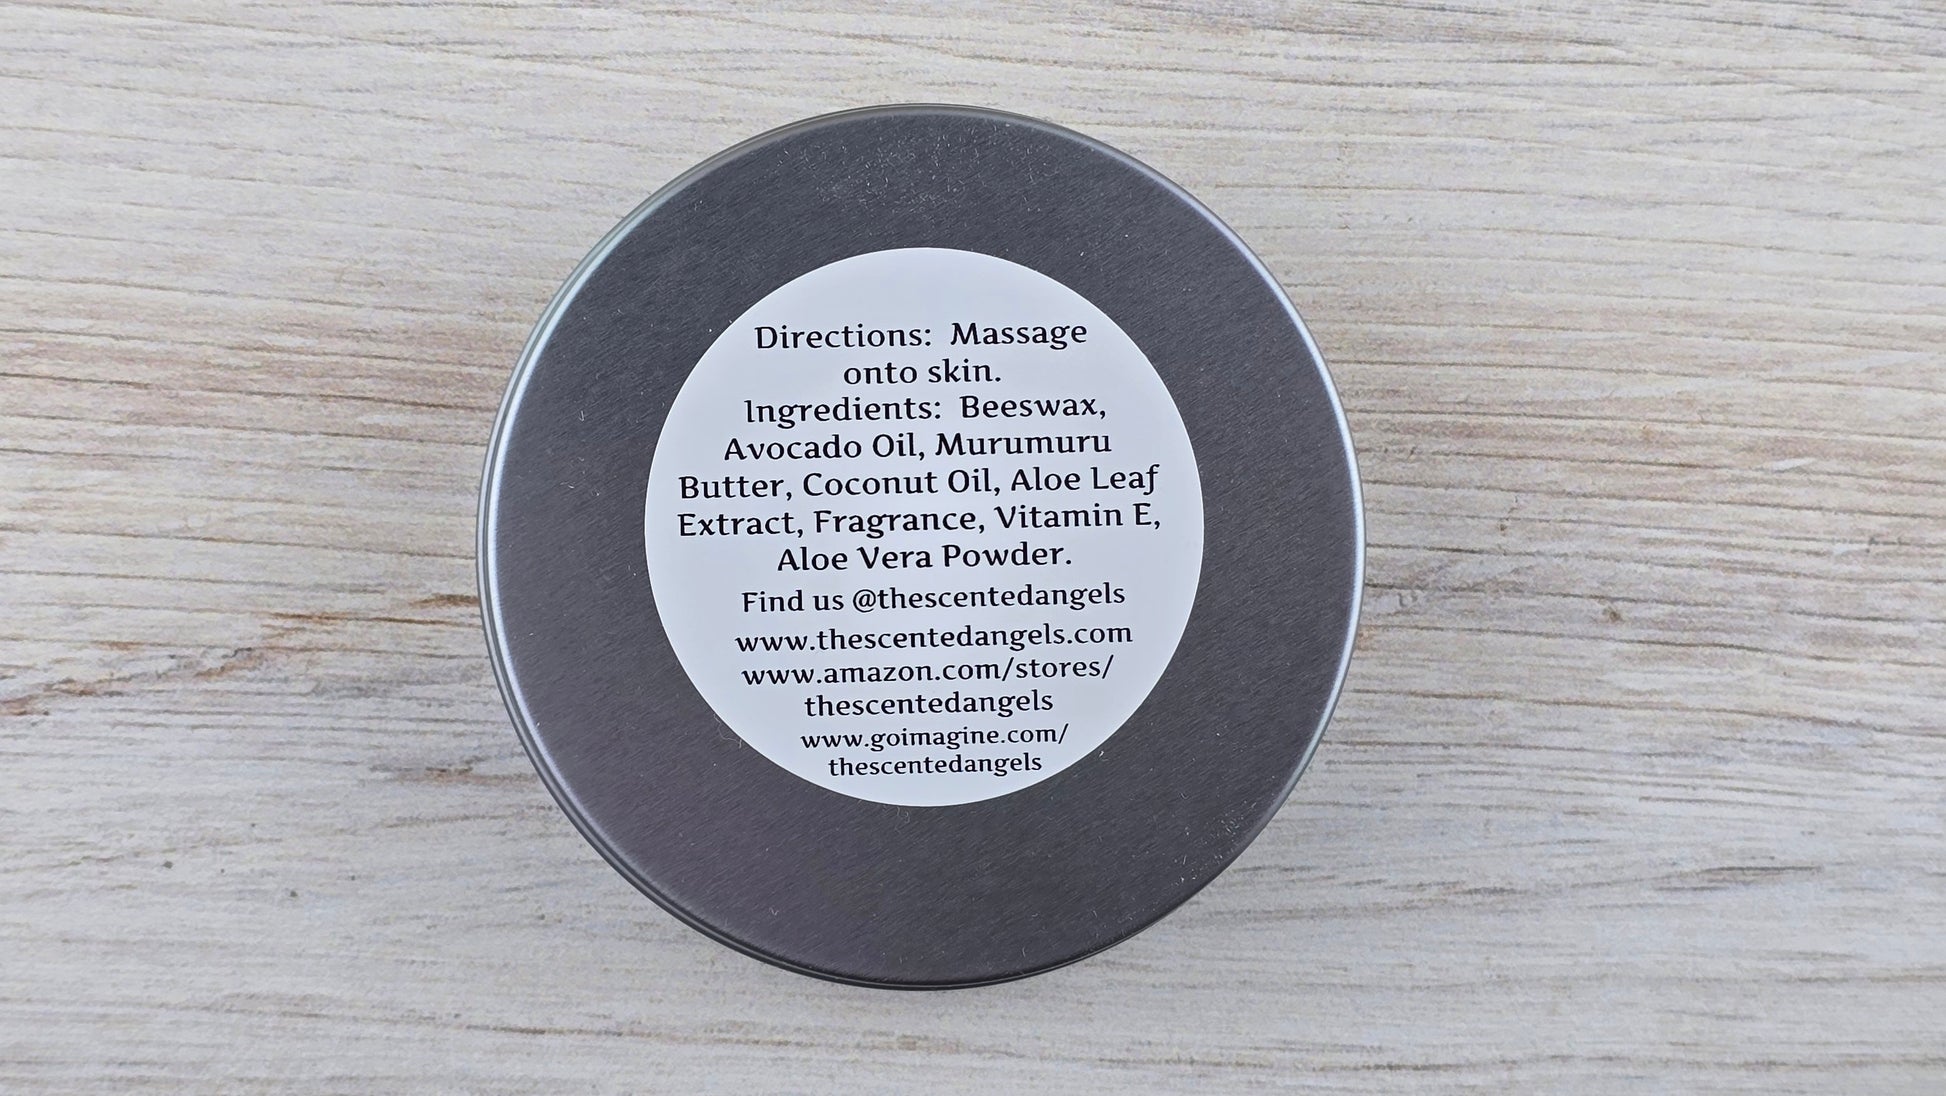 Directions: Massage
onto skin.
Ingredients: Beeswax,
Avocado Oil, Murumuru
Butter, Coconut Oil, Aloe Leaf
Extract, Fragrance, Vitamin E,
Aloe Vera Powder.
Find us @thescentedangels
www.thescentedangels.com
www.amazon.com/stores/
thescentedangels
www.goimagine.com/
thescentedangels